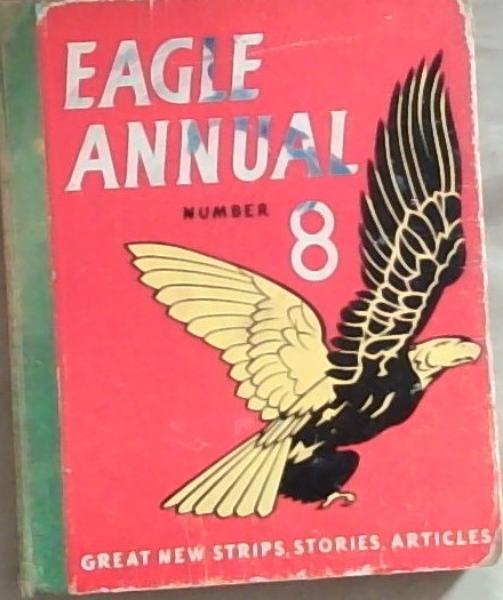 EAGLE
ANNUAL
NUMBER
8
GREAT NEW STRIPS, STORIES, ARTICLES